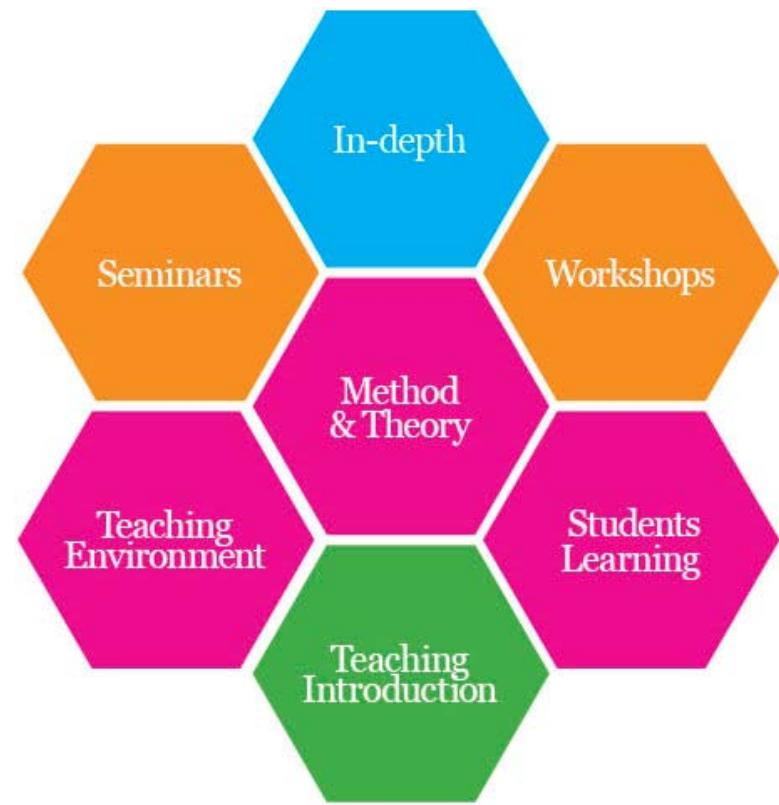 In-depth
Seminars
Workshops
Method
& Theory
Teaching
Environment
Students
Learning
Teaching
Introduction